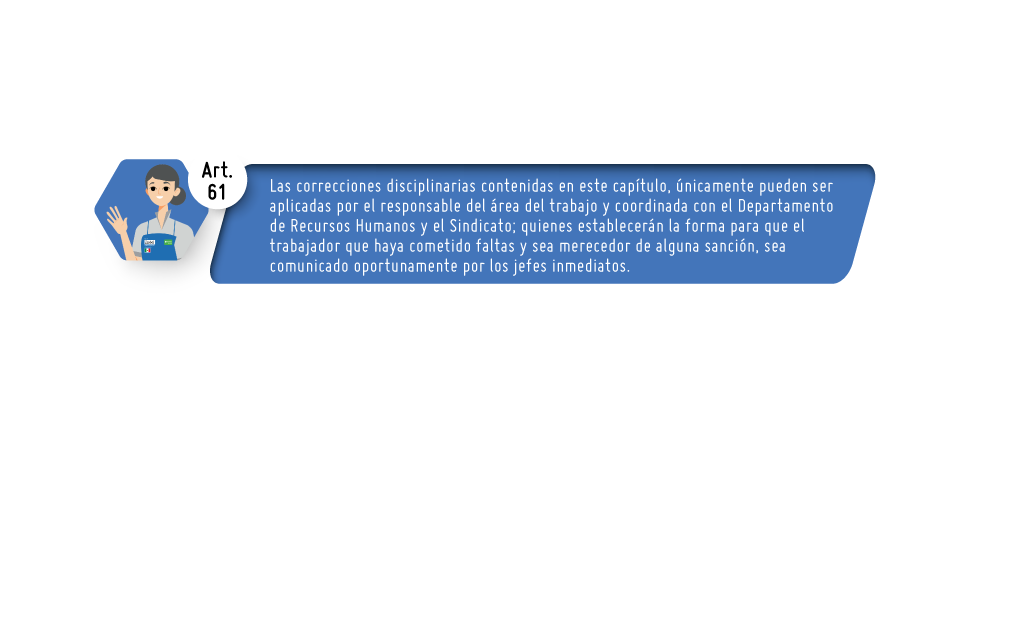 Art.
61
Las correcciones disciplinarias contenidas en este capítulo, únicamente pueden ser
aplicadas por el responsable del área del trabajo y coordinada con el Departamento
de Recursos Humanos y el Sindicato; quienes establecerán la forma para que el
trabajador que haya cometido faltas y sea merecedor de alguna sanción, sea
comunicado oportunamente por los jefes inmediatos.